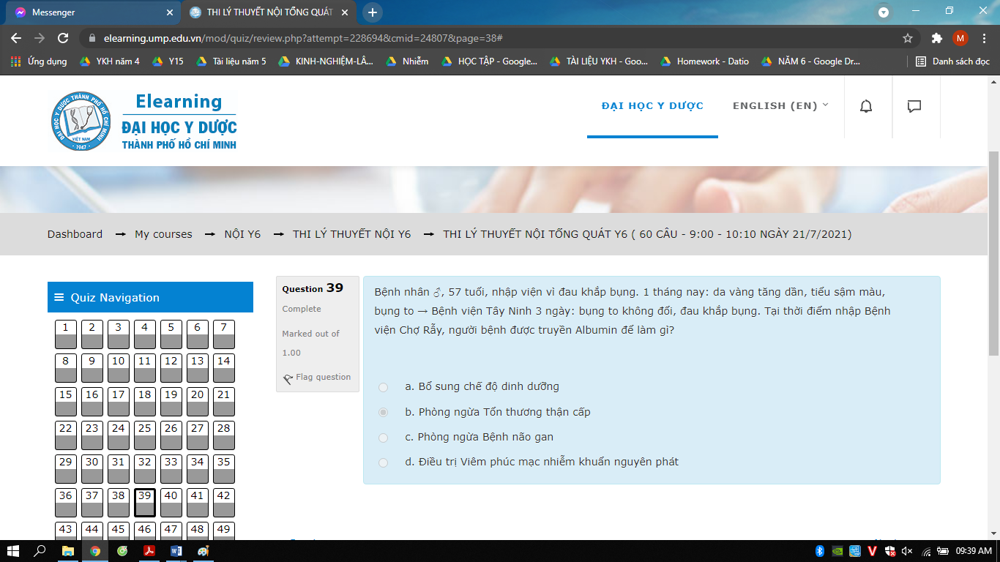 Messenger
THI LÝ THUYẾT NỘI TỔNG QUÁT
elearning.ump.edu.vn/mod/quiz/review.php?attempt=228694&cmid=24807&page=38#
M
Ứng dụng
YKH năm 4
Y15
Tài liệu năm 5
KINH-NGHIỆM-LÂ...
Nhiễm
HỌC TẬP - Google...
TÀI LIỆU YKH - Goo...
Homework - Datio
NĂM 6 - Google Dr...
Danh sách đọc
Elearning
ĐẠI HỌC Y DƯỢC
THÀNH PHỐ HỒ CHÍ MINH
ĐẠI HỌC Y DƯỢC THÀNH PHỐ HỒ CHÍ MINH
VIỆT NAM
1947
ĐẠI HỌC Y DƯỢC
ENGLISH (EN)
Dashboard → My courses → NỘI Y6 → THI LÝ THUYẾT NỘI Y6 → THI LÝ THUYẾT NỘI TỔNG QUÁT Y6 ( 60 CÂU - 9:00 - 10:10 NGÀY 21/7/2021)
Quiz Navigation
1 2 3 4 5 6 7
8 9 10 11 12 13 14
15 16 17 18 19 20 21
22 23 24 25 26 27 28
29 30 31 32 33 34 35
36 37 38 39 40 41 42
43 44 45 46 47 48 49
Question 39
Complete
Marked out of
1.00
Flag question
Bệnh nhân ♂, 57 tuổi, nhập viện vì đau khắp bụng. 1 tháng nay: da vàng tăng dần, tiểu sậm màu,
bụng to → Bệnh viện Tây Ninh 3 ngày: bụng to không đổi, đau khắp bụng. Tại thời điểm nhập Bệnh
viện Chợ Rẫy, người bệnh được truyền Albumin để làm gì?
a. Bổ sung chế độ dinh dưỡng
b. Phòng ngừa Tổn thương thận cấp
c. Phòng ngừa Bệnh não gan
d. Điều trị Viêm phúc mạc nhiễm khuẩn nguyên phát
09:39 AM